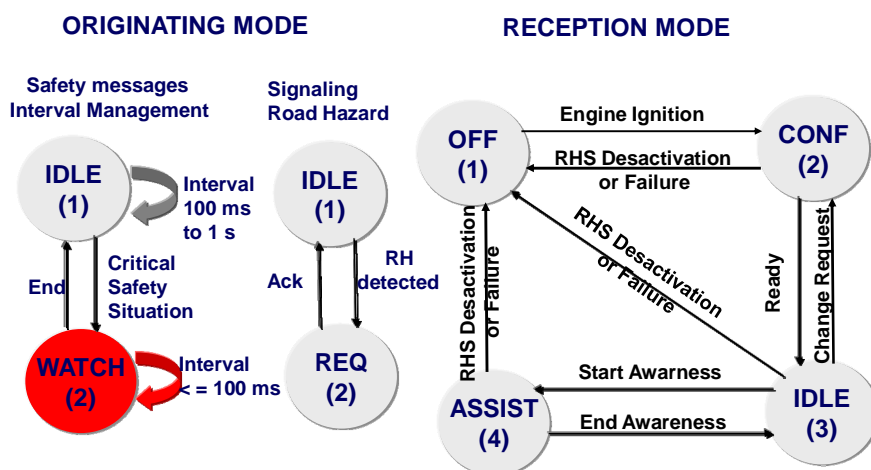 ORIGINATING MODE
RECEPTION MODE
Safety messages
Interval Management
Signaling
Road Hazard
IDLE
(1)
Interval
100 ms
to 1 s
End
Critical
Safety
Situation
WATCH
(2)
Interval
< = 100 ms
IDLE
(1)
Ack
RH
detected
REQ
(2)
OFF
(1)
Engine Ignition
CONF
(2)
RHS Desactivation
or Failure
RHS Desactivation
or Failure
RHS Desactivation
or Failure
Ready
Change Request
Start Awarness
ASSIST
(4)
End Awareness
IDLE
(3)